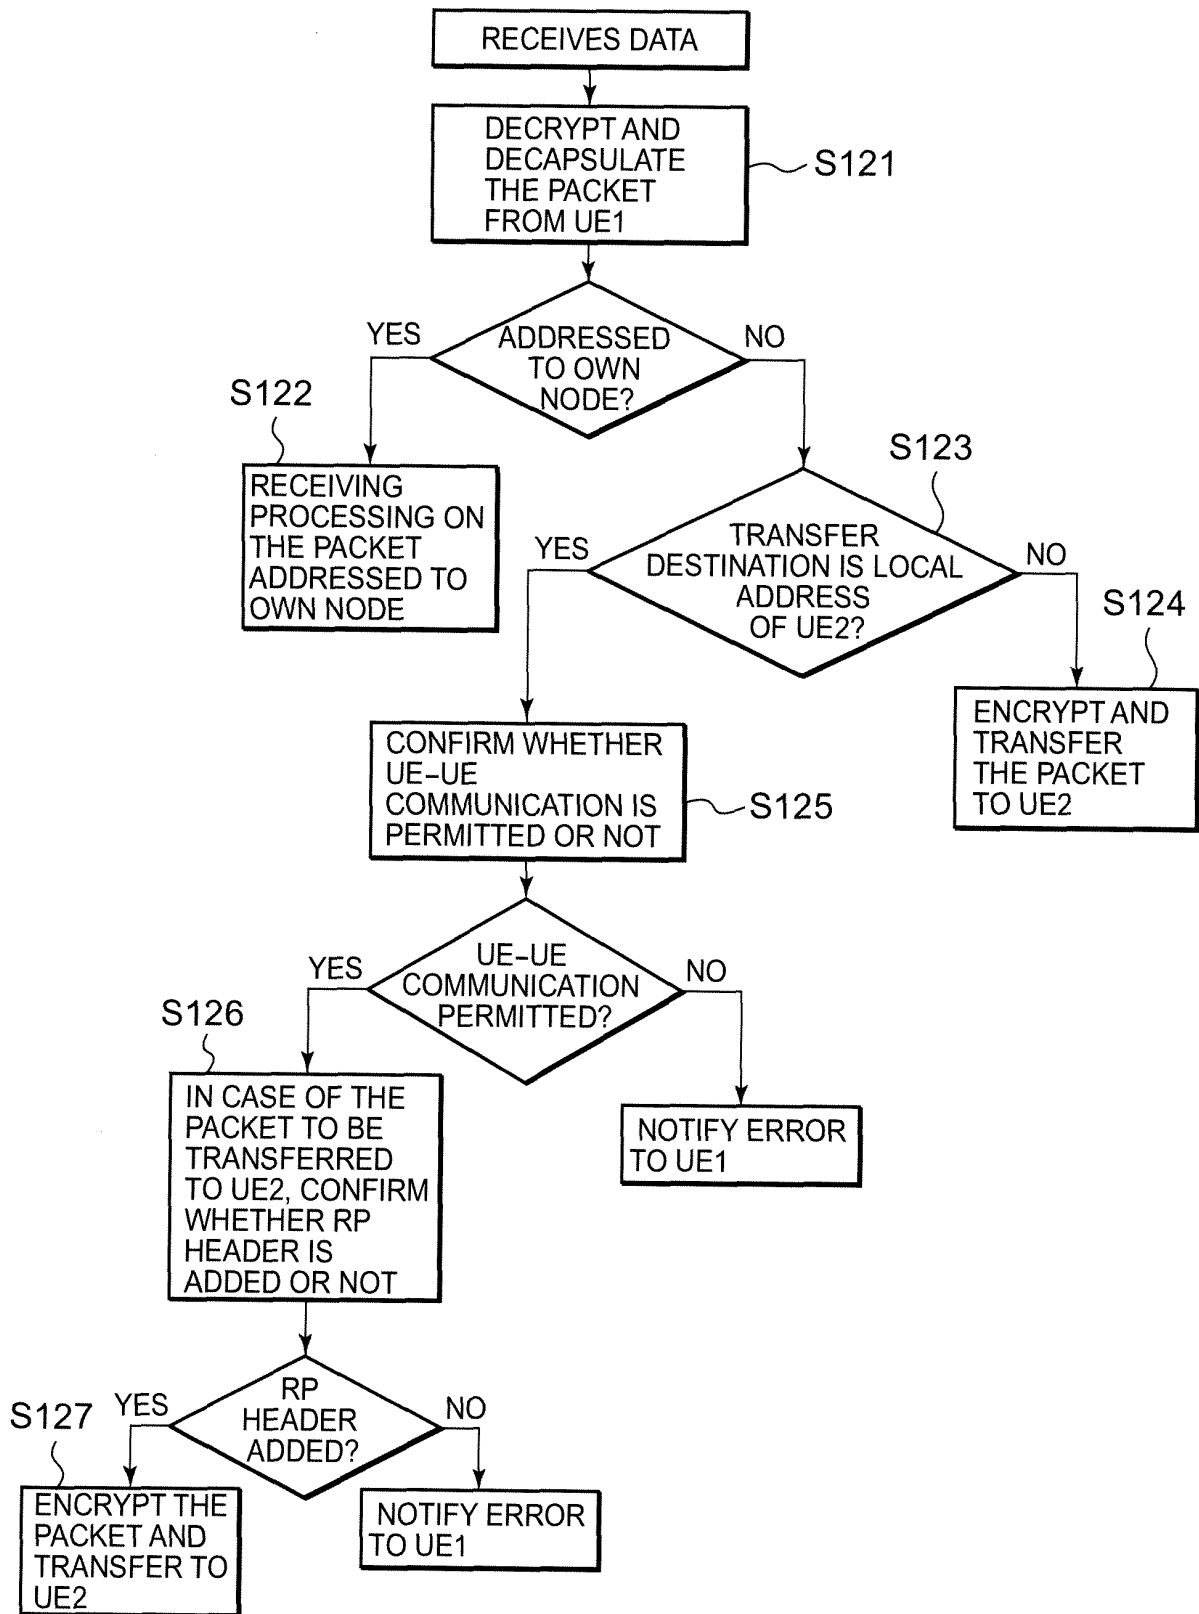 RECEIVES DATA
DECRYPT AND
DECAPSULATE
THE PACKET
FROM UE1
S121
YES
ADDRESSED
TO OWN
NODE?
NO
S122
RECEIVING
PROCESSING ON
THE PACKET
ADDRESSED TO
OWN NODE
S123
YES
TRANSFER
DESTINATION IS LOCAL
ADDRESS
OF UE2?
NO
S124
ENCRYPT AND
TRANSFER
THE PACKET
TO UE2
CONFIRM WHETHER
UE-UE
COMMUNICATION IS
PERMITTED OR NOT
S125
YES
UE-UE
COMMUNICATION
PERMITTED?
NO
S126
IN CASE OF THE
PACKET TO BE
TRANSFERRED
TO UE2, CONFIRM
WHETHER RP
HEADER IS
ADDED OR NOT
NOTIFY ERROR
TO UE1
S127
YES
RP
HEADER
ADDED?
NO
ENCRYPT THE
PACKET AND
TRANSFER TO
UE2
NOTIFY ERROR
TO UE1